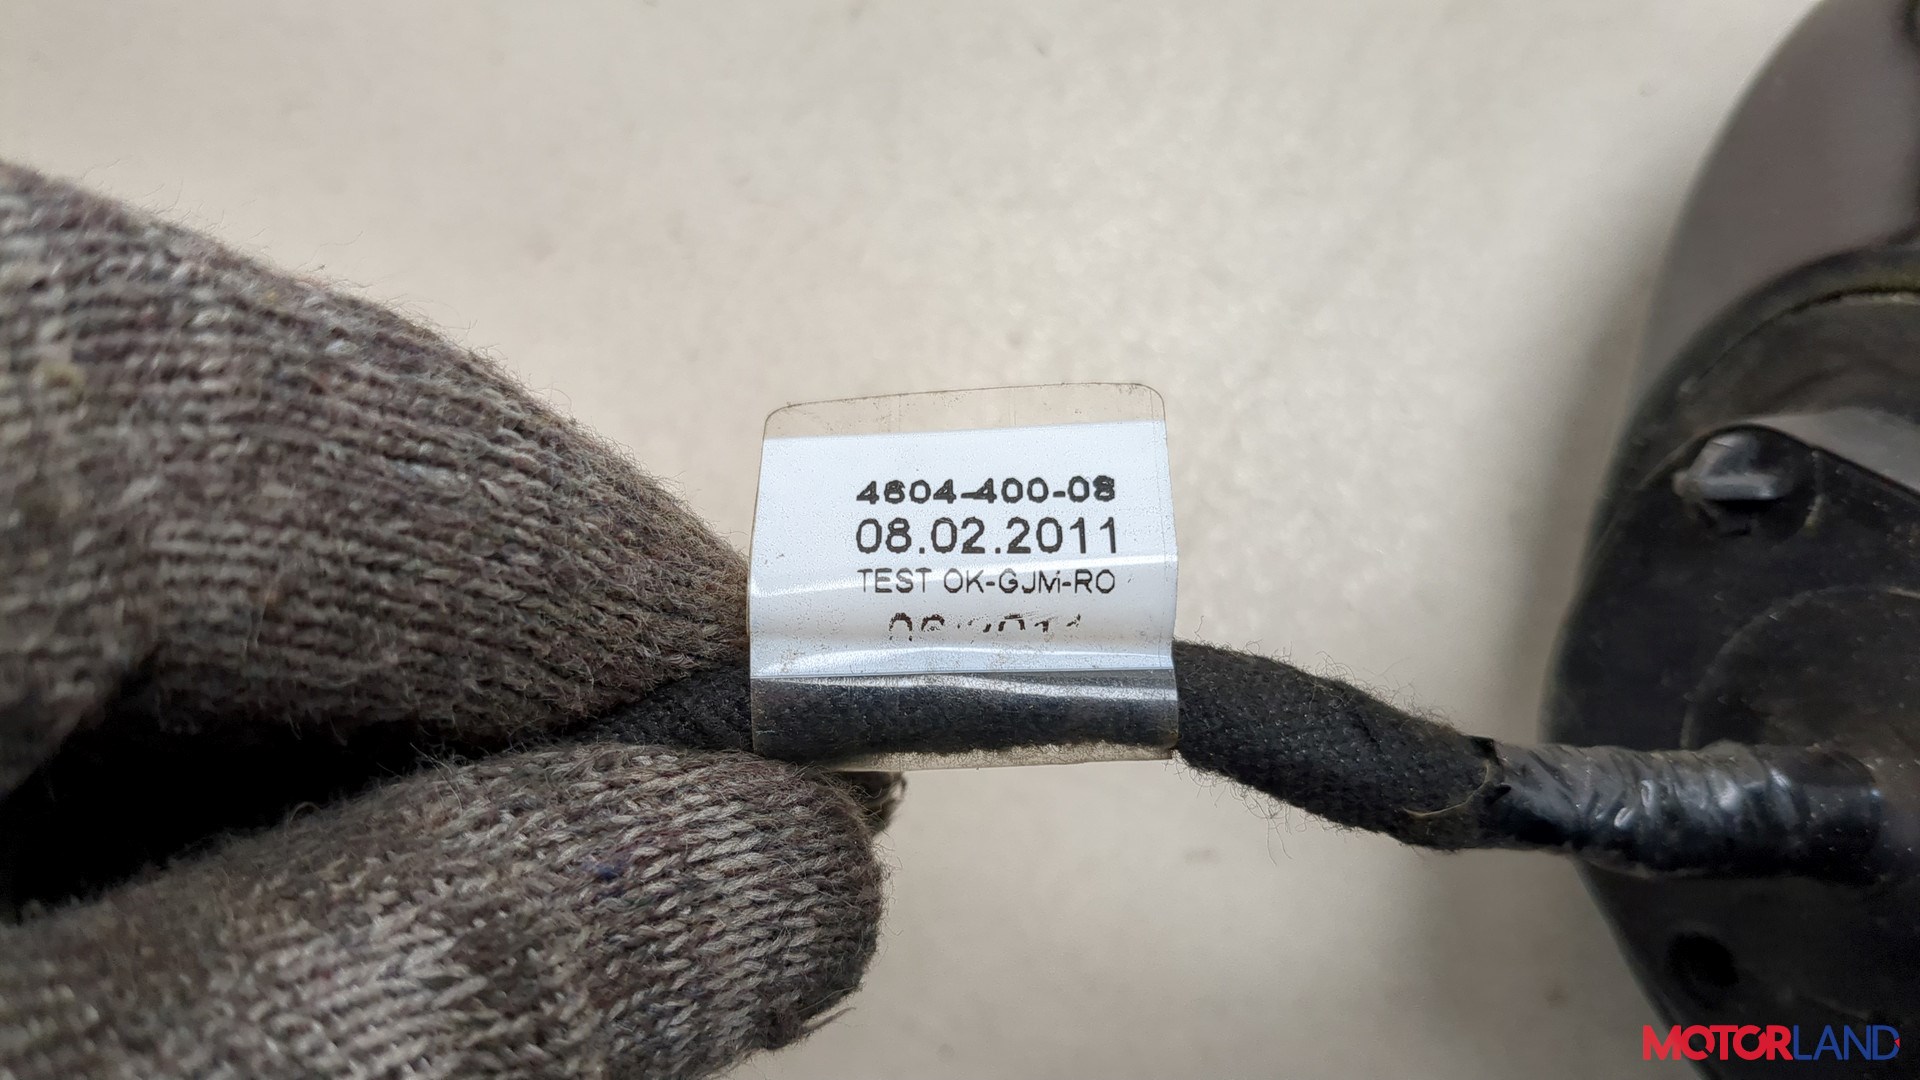 4604-400-08
08.02.2011
TEST OK-GJM-RO
MOTORLAND